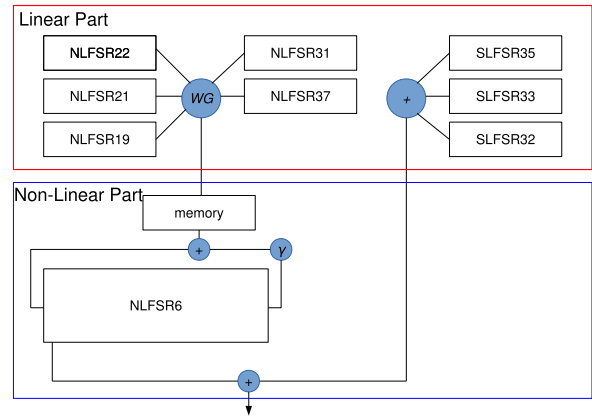 Linear Part
NLFSR22
NLFSR31
SLFSR35
NLFSR21
WG
NLFSR37
+
SLFSR33
NLFSR19
SLFSR32
Non-Linear Part
memory
+
γ
NLFSR6
+